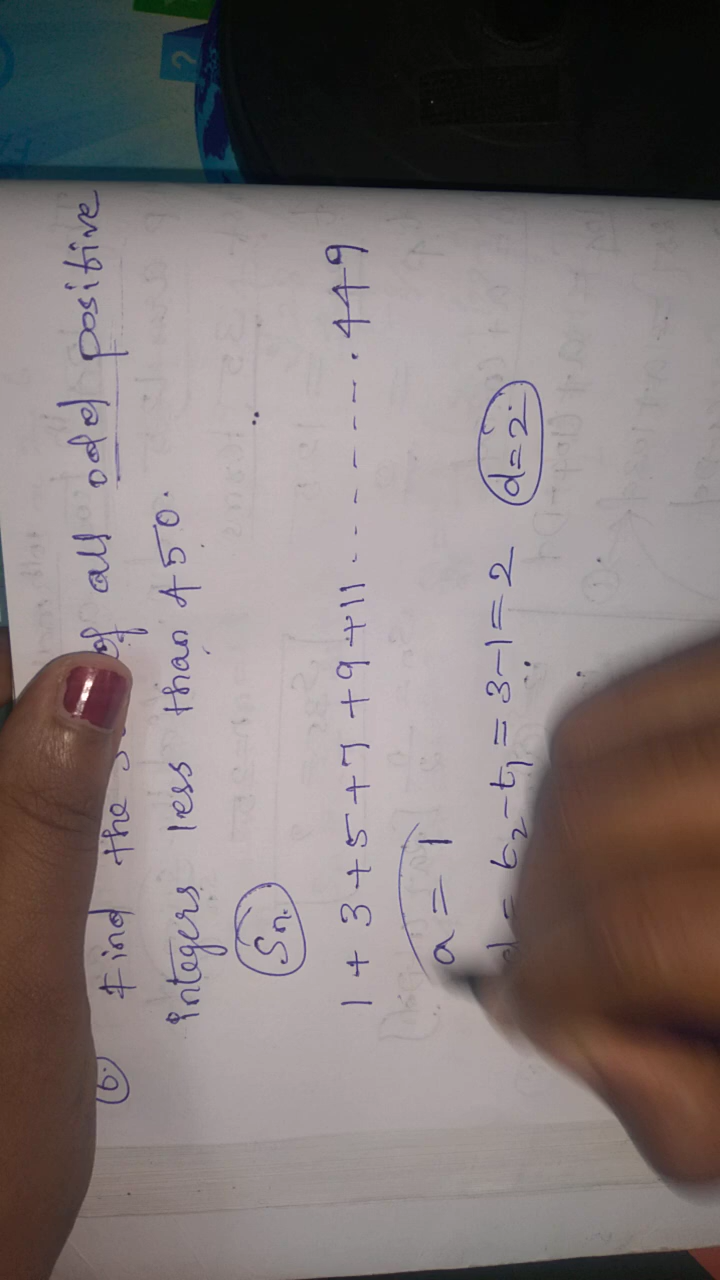 6. Find the of all odd positive
integers less than 450.
Sn.
1 + 3 + 5 + 7 + 9 + 11 ........ 449
a = 1
d = t2 - t1 = 3 - 1 = 2 d = 2.
?